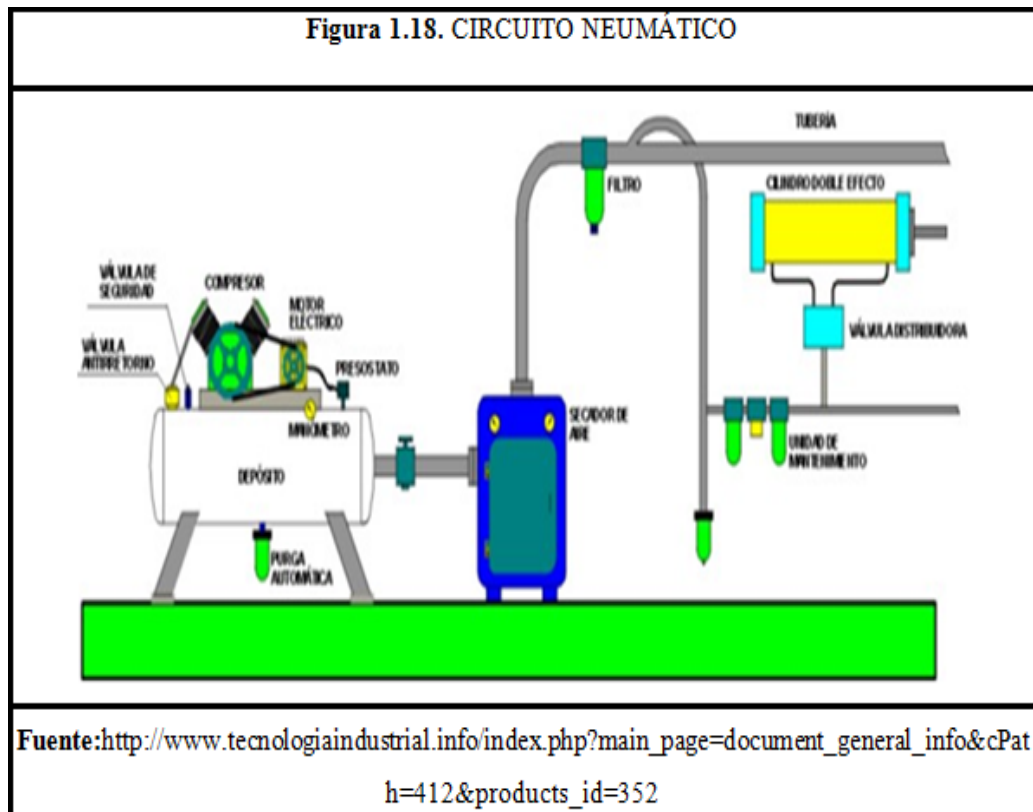 Figura 1.18. CIRCUITO NEUMÁTICO
TUBERÍA
FILTRO
CILINDRO DOBLE EFECTO
VÁLVULA DE
SEGURIDAD
COMPRESOR
MOTOR
ELÉCTRICO
VÁLVULA
ANTIRRETORNO
PRESOSTATO
VÁLVULA DISTRIBUIDORA
MANÓMETRO
SECADOR DE
AIRE
UNIDAD DE
MANTENIMIENTO
DEPÓSITO
PURGA
AUTOMÁTICA
Fuente:http://www.tecnologiaindustrial.info/index.php?main_page=document_general_info&cPat
h=412&products_id=352